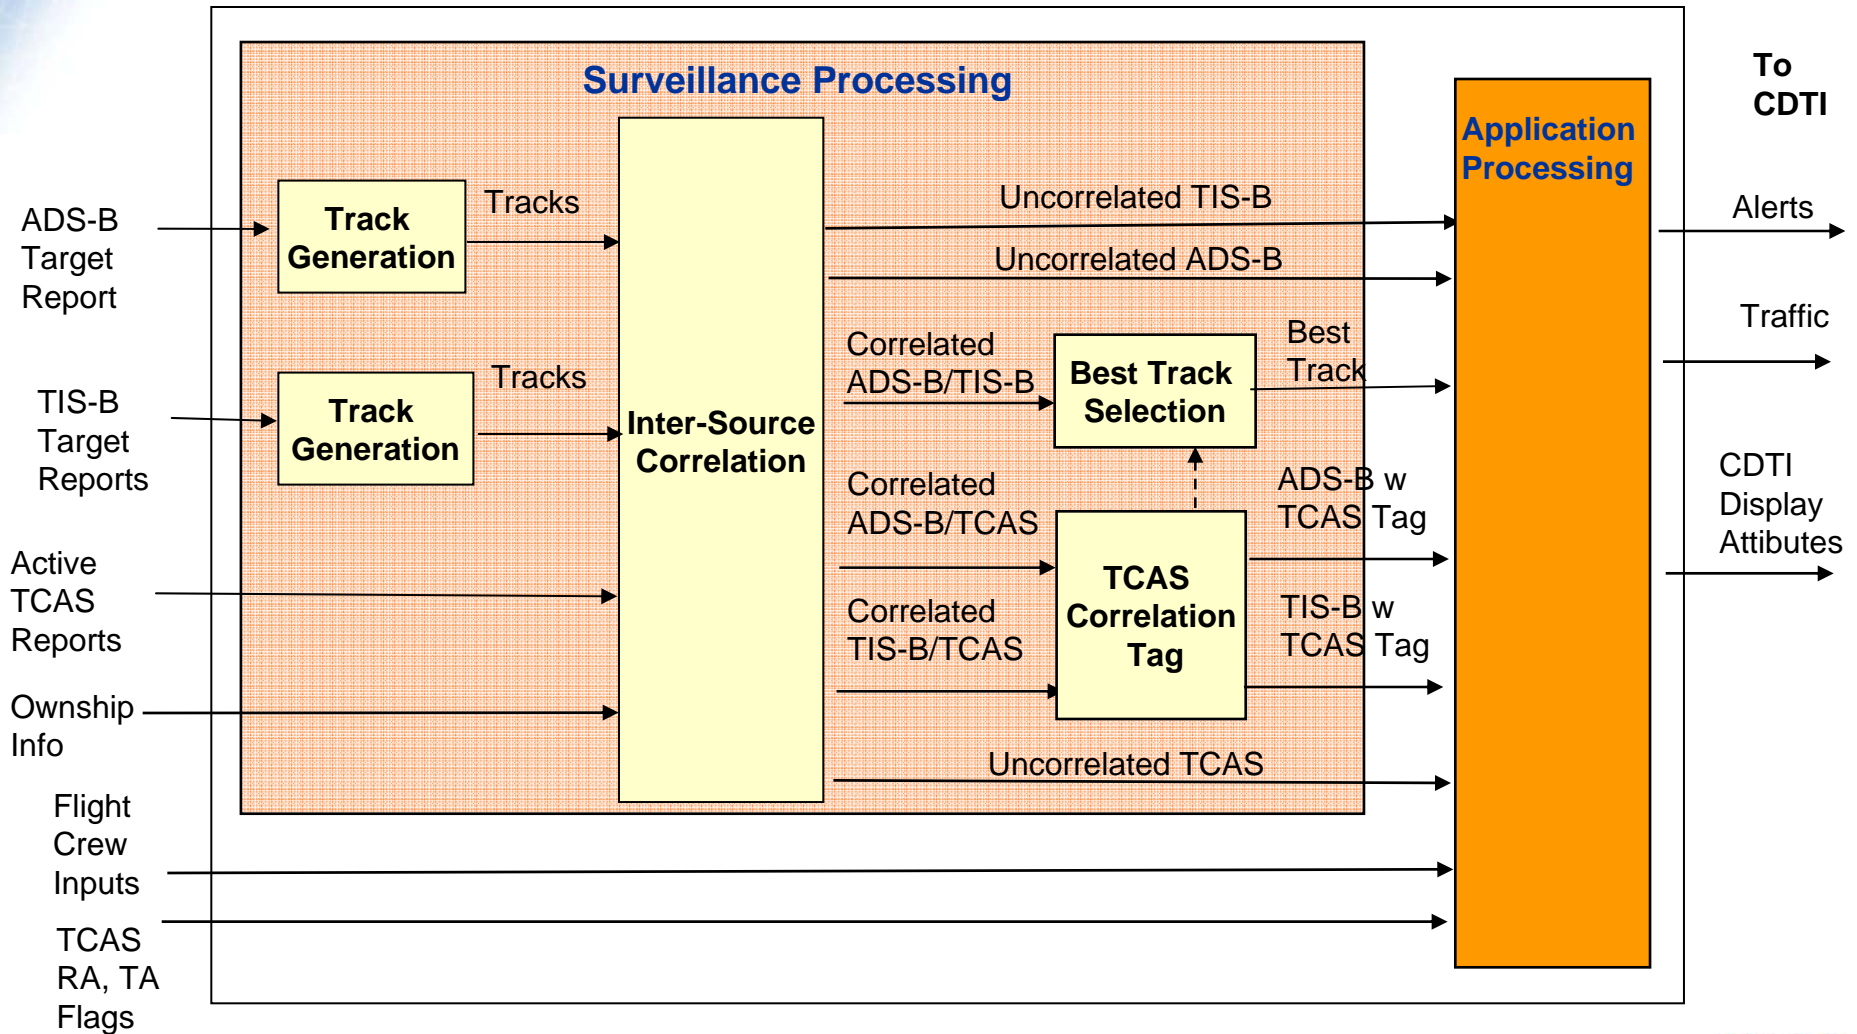 Surveillance Processing
To
CDTI
Application
Processing
ADS-B
Target
Report
Track
Generation
Tracks
Uncorrelated TIS-B
Alerts
Uncorrelated ADS-B
Traffic
TIS-B
Target
Reports
Track
Generation
Tracks
Inter-Source
Correlation
Correlated
ADS-B/TIS-B
Best Track
Selection
Best
Track
Correlated
ADS-B/TCAS
ADS-B w
TCAS Tag
CDTI
Display
Attibutes
Active
TCAS
Reports
TCAS
Correlation
Tag
Correlated
TIS-B/TCAS
TIS-B w
TCAS Tag
Ownship
Info
Uncorrelated TCAS
Flight
Crew
Inputs
TCAS
RA, TA
Flags